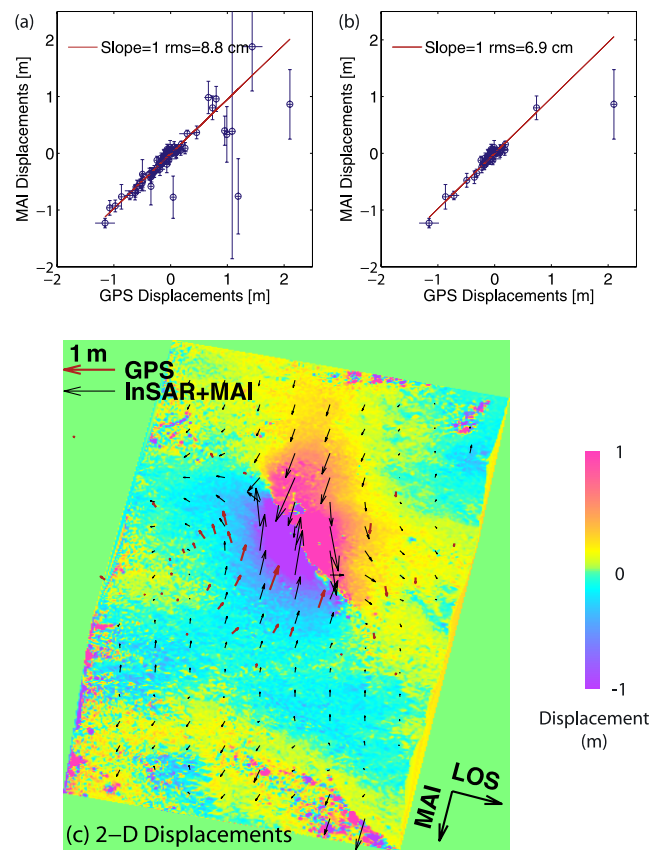 (a)
Slope=1 rms=8.8 cm
MAI Displacements [m]
2
1
0
−1
−2
−2
−1
0
1
2
GPS Displacements [m]
(b)
Slope=1 rms=6.9 cm
MAI Displacements [m]
2
1
0
−1
−2
−2
−1
0
1
2
GPS Displacements [m]
1 m
GPS
InSAR+MAI
1
0
-1
Displacement
(m)
LOS
MAI
(c) 2−D Displacements